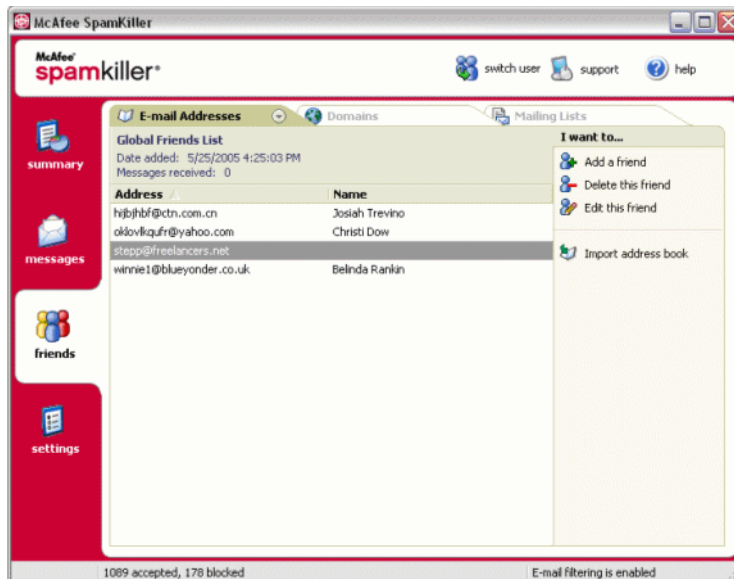 McAfee SpamKiller
McAfee
spamkiller
switch user
support
help
E-mail Addresses
Domains
Mailing Lists
summary
messages
friends
settings
Global Friends List
Date added: 5/25/2005 4:25:03 PM
Messages received: 0
Address Name
hijbjhbf@ctn.com.cn Josiah Trevino
oklovlkqufr@yahoo.com Christi Dow
stepp@freelancers.net
winnie1@blueyonder.co.uk Belinda Rankin
I want to...
Add a friend
Delete this friend
Edit this friend
Import address book
1089 accepted, 178 blocked
E-mail filtering is enabled